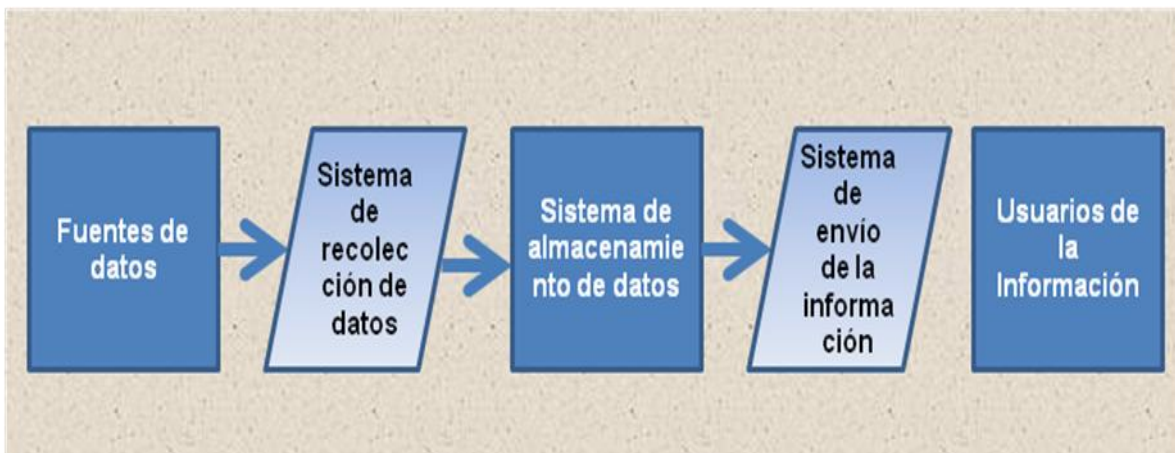 Fuentes de
datos
Sistema
de
recolec
ción de
datos
Sistema de
almacenamie
nto de datos
Sistema
de
envío
de la
informa
ción
Usuarios de
la
Información